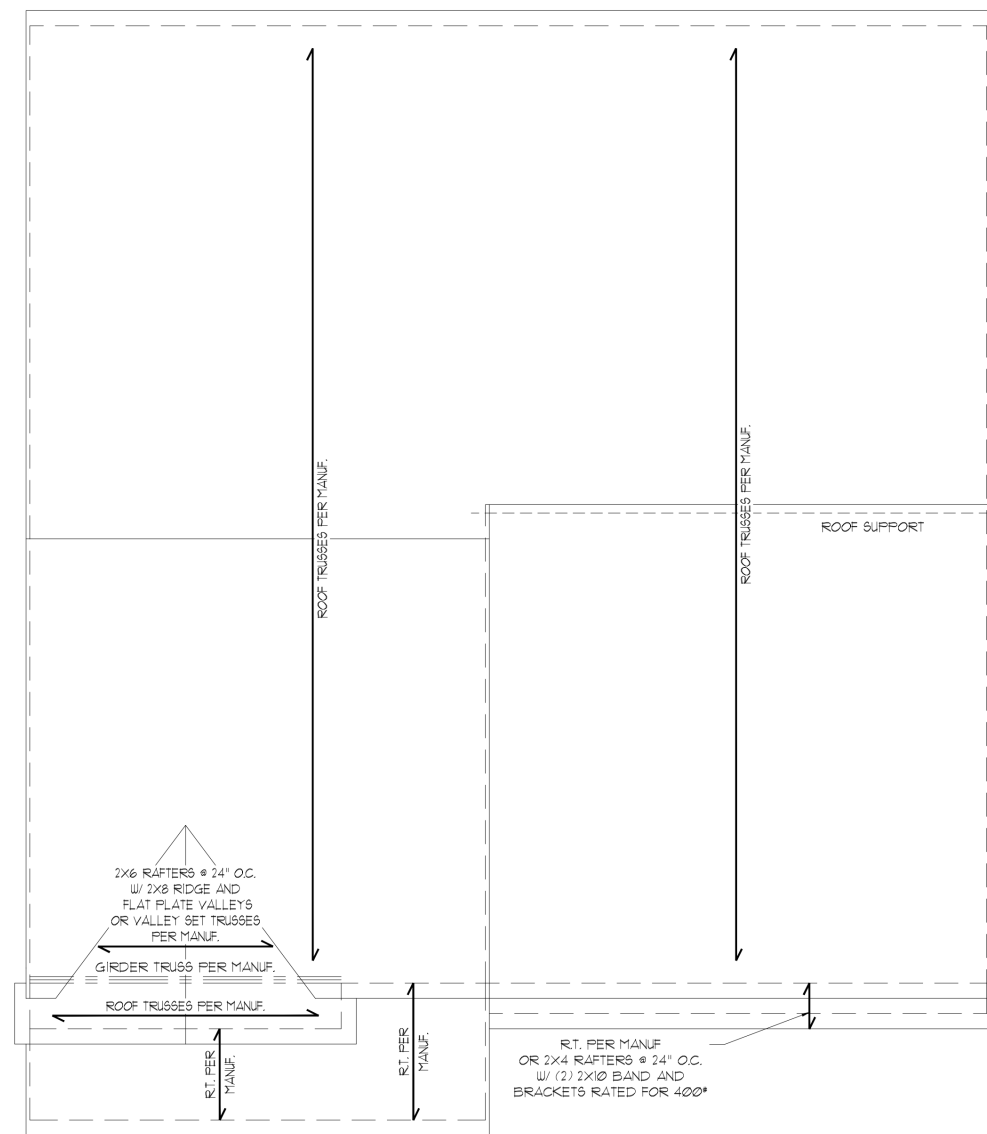 ROOF TRUSSES PER MANUF.
ROOF TRUSSES PER MANUF.
ROOF SUPPORT
2X6 RAFTERS @ 24" O.C.
W/ 2X8 RIDGE AND
FLAT PLATE VALLEYS
OR VALLEY SET TRUSSES
PER MANUF.
GIRDER TRUSS PER MANUF.
ROOF TRUSSES PER MANUF.
R.T. PER
MANUF.
R.T. PER
MANUF.
R.T. PER MANUF
OR 2X4 RAFTERS @ 24" O.C.
W/ (2) 2X10 BAND AND
BRACKETS RATED FOR 400#